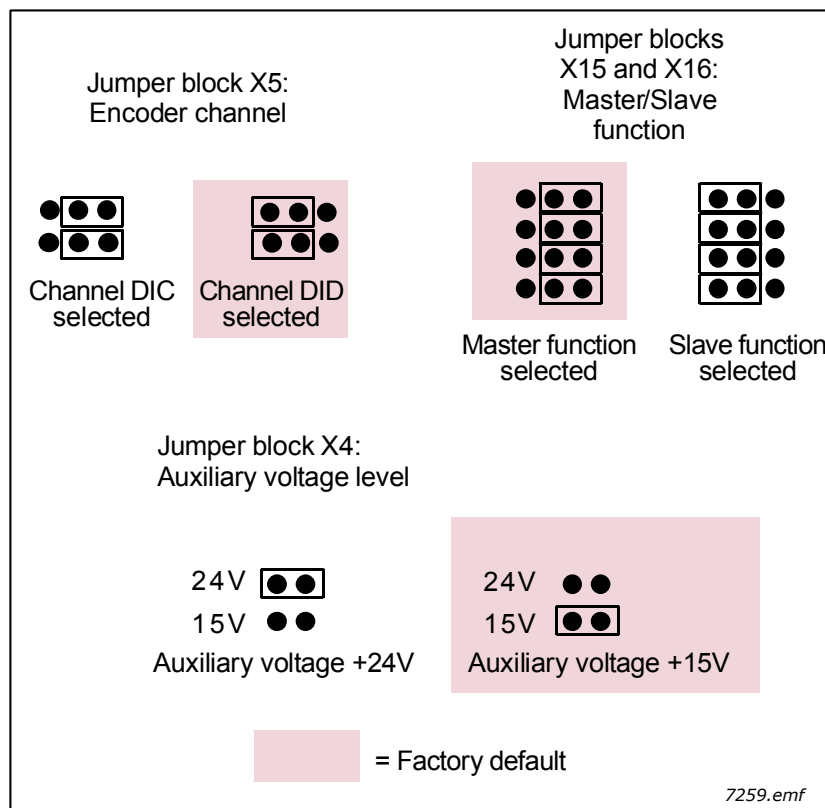 Jumper block X5:
Encoder channel
Jumper blocks
X15 and X16:
Master/Slave
function
Channel DIC
selected
Channel DID
selected
Master function
selected
Slave function
selected
Jumper block X4:
Auxiliary voltage level
24V
15V
Auxiliary voltage +24V
24V
15V
Auxiliary voltage +15V
= Factory default
7259.emf